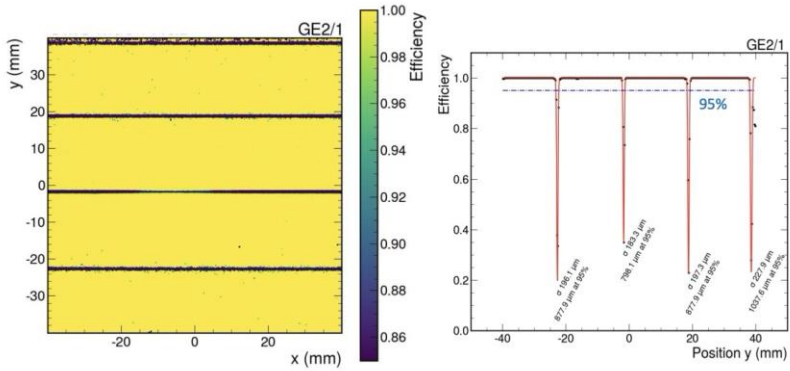 GE2/1
y (mm)
30
20
10
0
-10
-20
-30
-20
0
20
x (mm)
1.00
0.98
0.96
0.94
0.92
0.90
0.88
0.86
Efficiency
GE2/1
Efficiency
1.0
0.8
0.6
0.4
0.2
0.0
95%
σ 196.1 μm
877.9 μm at 95%
σ 183.3 μm
798.1 μm at 95%
σ 197.3 μm
877.9 μm at 95%
σ 227.9 μm
1037.6 μm at 95%
-40
-20
0
20
40
60
Position y (mm)